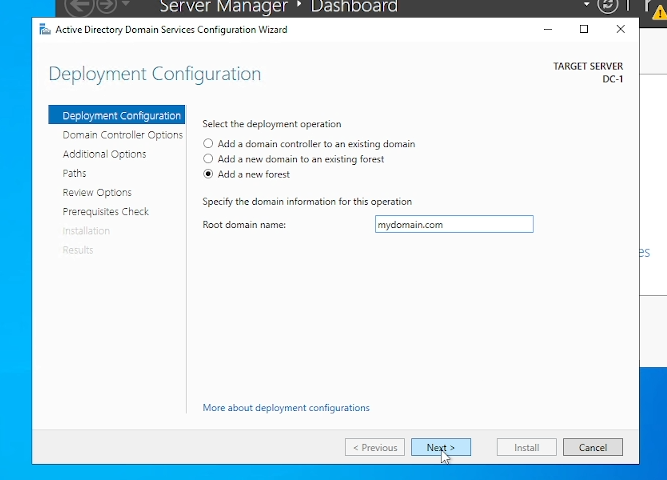 Server Manager • Dashboard
Active Directory Domain Services Configuration Wizard
Deployment Configuration
TARGET SERVER
DC-1
Deployment Configuration
Domain Controller Options
Additional Options
Paths
Review Options
Prerequisites Check
Installation
Results
Select the deployment operation
Add a domain controller to an existing domain
Add a new domain to an existing forest
Add a new forest
Specify the domain information for this operation
Root domain name:
mydomain.com
More about deployment configurations
< Previous
Next >
Install
Cancel